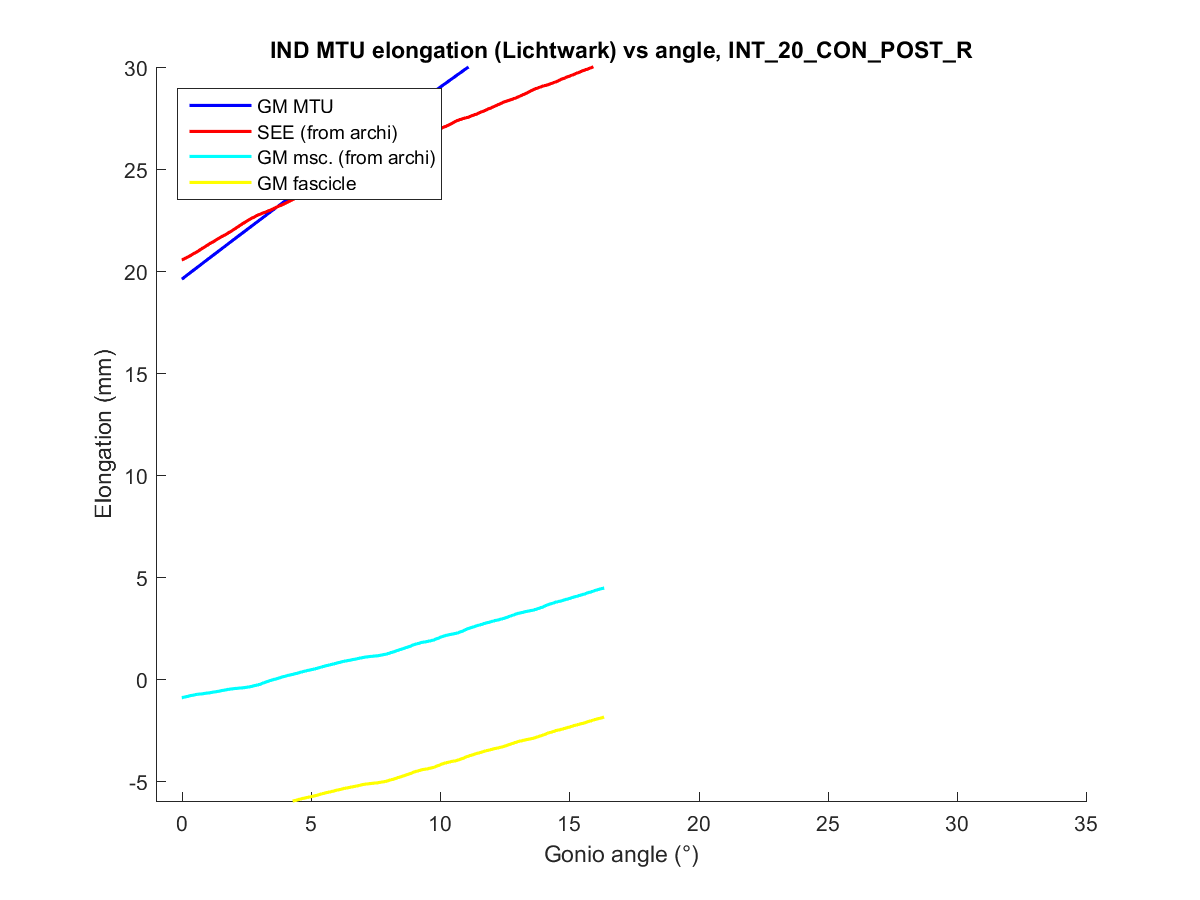 IND MTU elongation (Lichtwark) vs angle, INT_20_CON_POST_R
30
25
20
15
10
5
0
-5
Elongation (mm)
GM MTU
SEE (from archi)
GM msc. (from archi)
GM fascicle
0 5 10 15 20 25 30 35
Gonio angle (°)